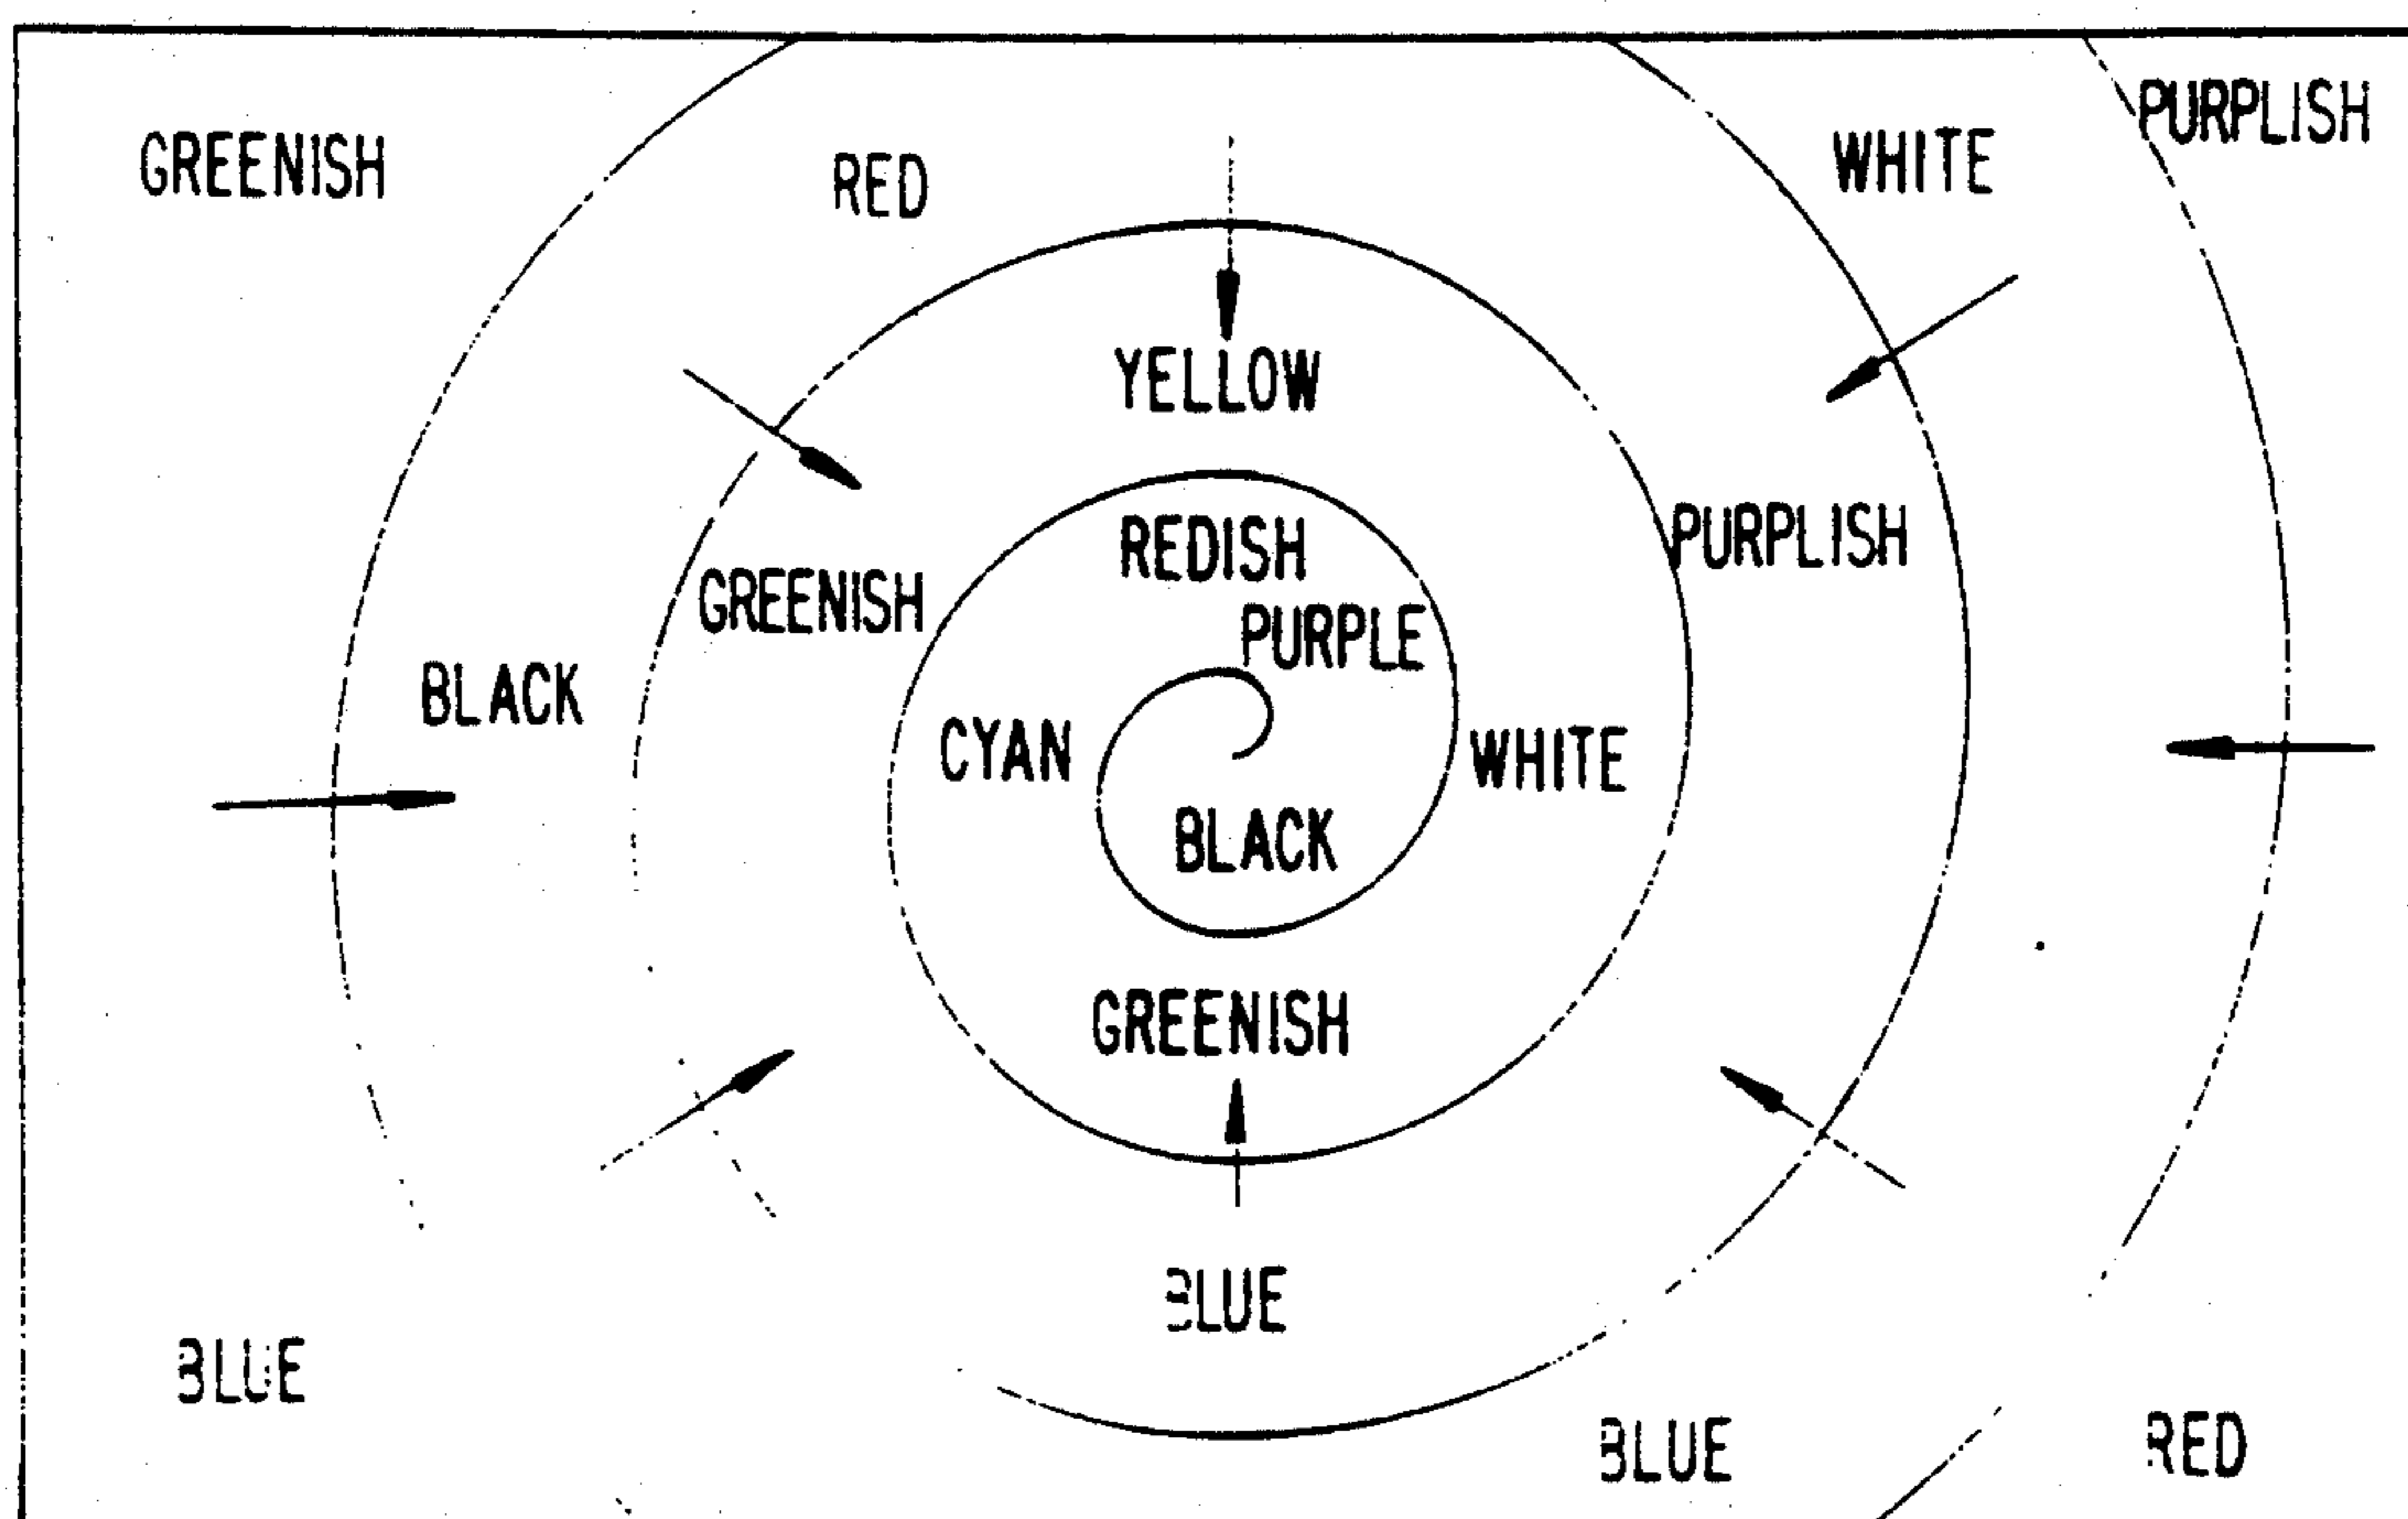 PURPLISH
GREENISH
WHITE
RED
YELLOW
REDISH
PURPLISH
GREENISH
PURPLE
BLACK
CYAN
WHITE
BLACK
GREENISH
BLUE
BLUE
BLUE
RED